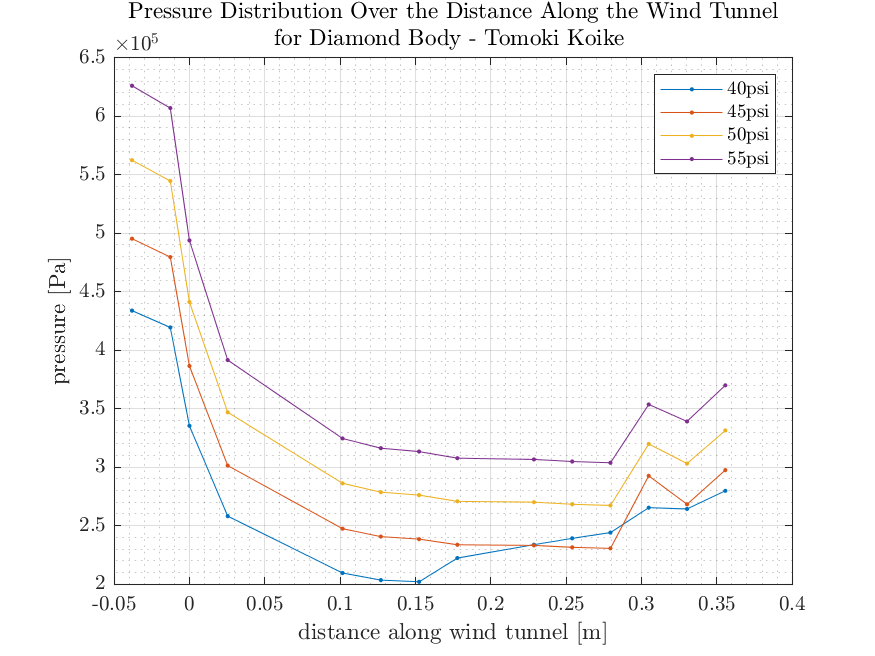 Pressure Distribution Over the Distance Along the Wind Tunnel
for Diamond Body - Tomoki Koike
×10⁵
6.5
6
5.5
5
4.5
4
3.5
3
2.5
2
pressure [Pa]
40psi
45psi
50psi
55psi
-0.05 0 0.05 0.1 0.15 0.2 0.25 0.3 0.35 0.4
distance along wind tunnel [m]